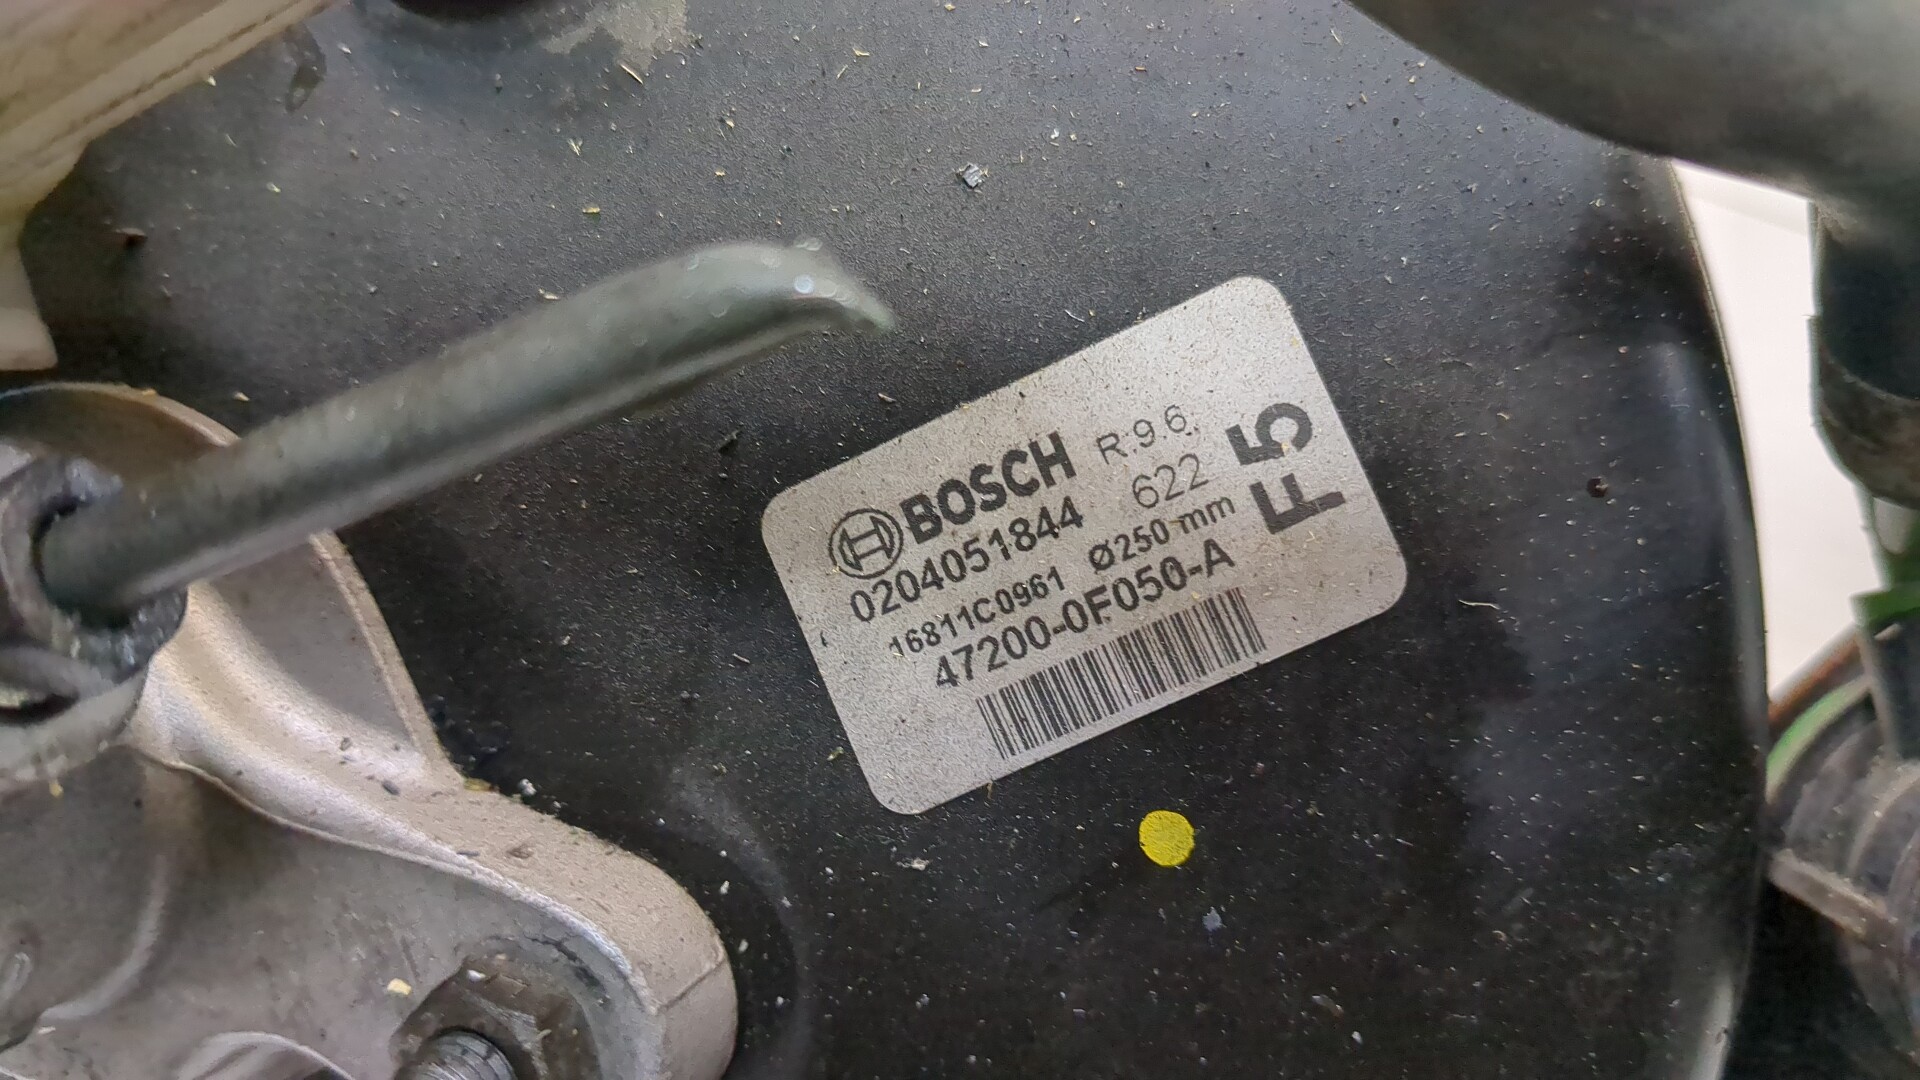 BOSCH R.9.6.
0204051844 622
16811C0961 Ø250 mm
47200-0F050-A
F5